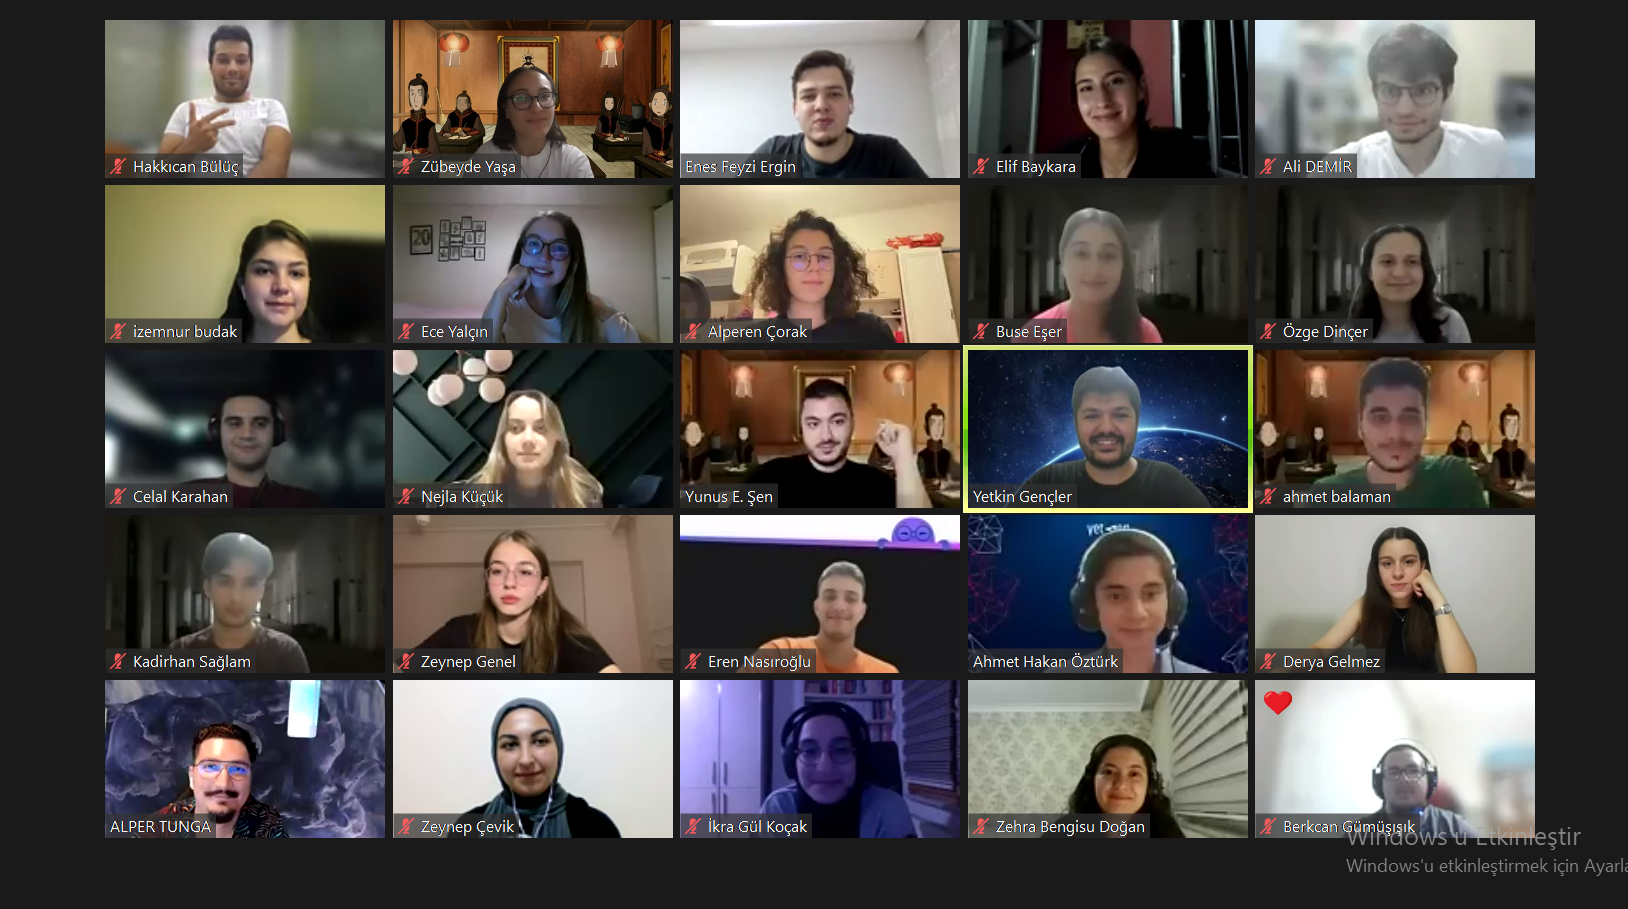 Hakkıcan Bülüç
Zübeyde Yaşa
Enes Feyzi Ergin
Elif Baykara
Ali DEMİR
20
izemnur budak
Ece Yalçın
Alperen Çorak
Buse Eşer
Özge Dinçer
Celal Karahan
Nejla Küçük
Yunus E. Şen
Yetkin Gençler
ahmet balaman
Kadirhan Sağlam
Zeynep Genel
Eren Nasıroğlu
Ahmet Hakan Öztürk
Derya Gelmez
ALPER TUNGA
Zeynep Çevik
İkra Gül Koçak
Zehra Bengisu Doğan
Berkcan Gümüşışık
Windows'u Etkinleştir
Windows'u etkinleştirmek için